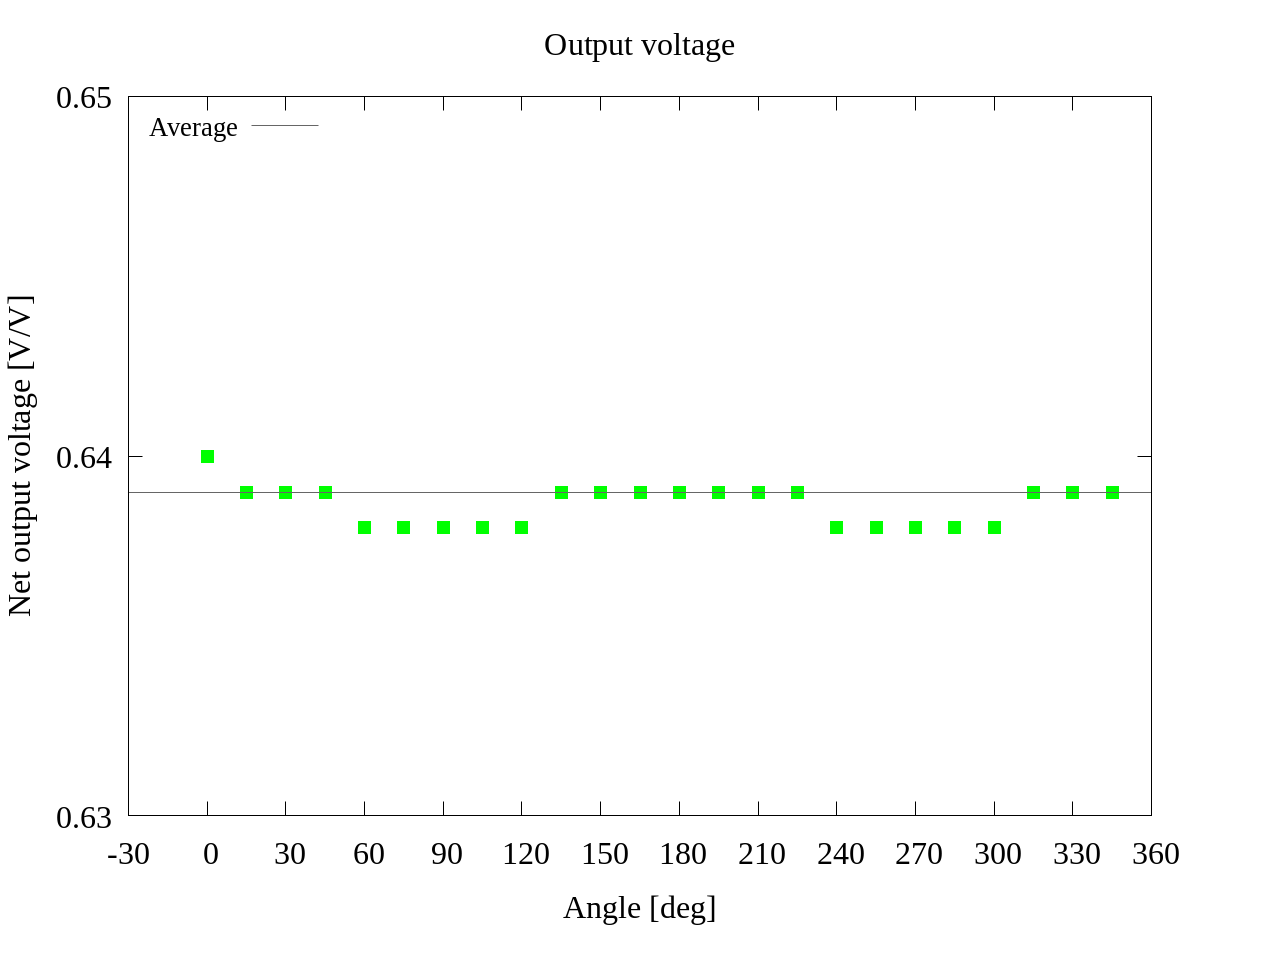 Output voltage
0.65
Average
0.64
0.63
Net output voltage [V/V]
-30 0 30 60 90 120 150 180 210 240 270 300 330 360
Angle [deg]